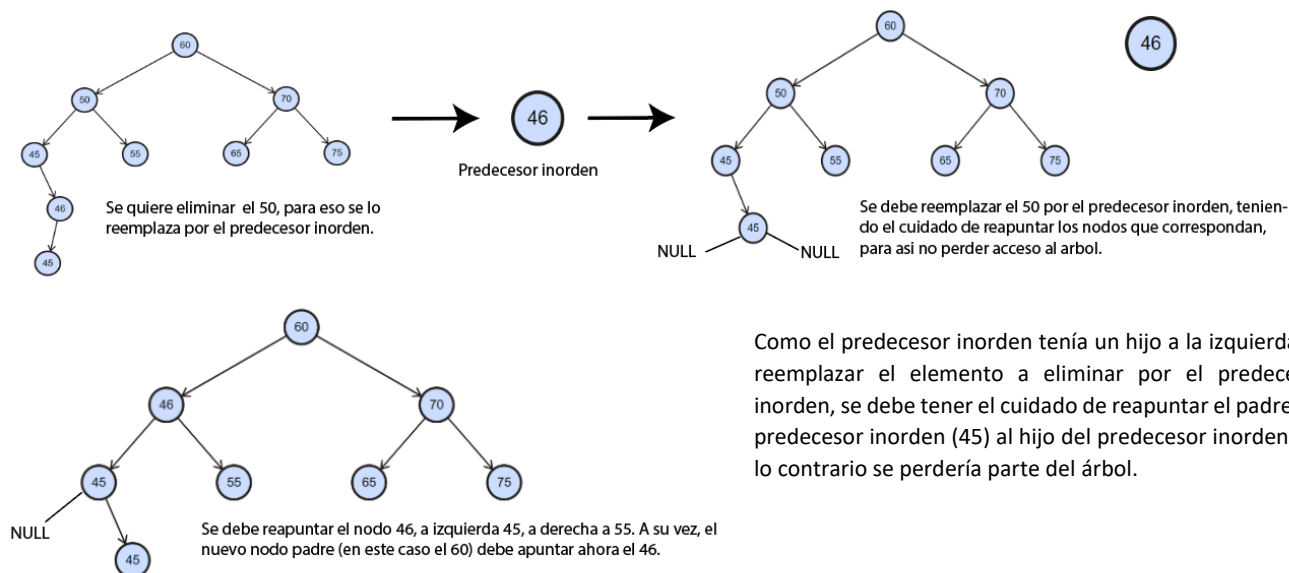 60
50
70
45
55
65
75
46
45
Se quiere eliminar el 50, para eso se lo
reemplaza por el predecesor inorden.
46
Predecesor inorden
60
50
70
45
55
65
75
45
NULL
NULL
46
Se debe reemplazar el 50 por el predecesor inorden, tenien-
do el cuidado de reapuntar los nodos que correspondan,
para asi no perder acceso al arbol.
60
46
70
45
55
65
75
NULL
45
Se debe reapuntar el nodo 46, a izquierda 45, a derecha a 55. A su vez, el
nuevo nodo padre (en este caso el 60) debe apuntar ahora el 46.
Como el predecesor inorden tenía un hijo a la izquierda
reemplazar el elemento a eliminar por el predece
inorden, se debe tener el cuidado de reapuntar el padre
predecesor inorden (45) al hijo del predecesor inorden
lo contrario se perdería parte del árbol.